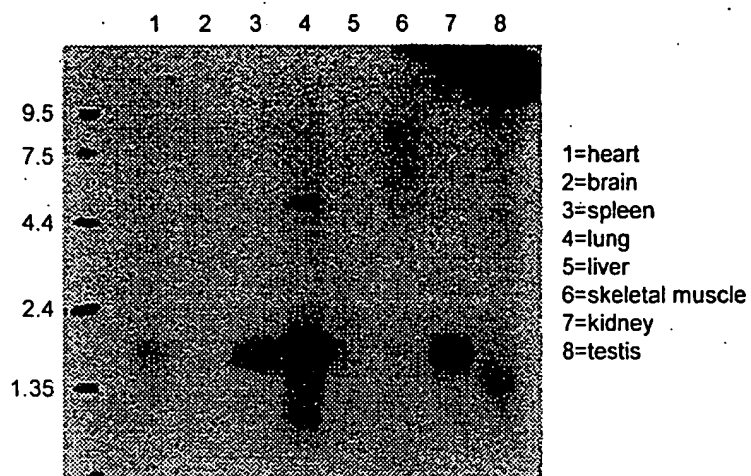 1 2 3 4 5 6 7 8
9.5
7.5
4.4
2.4
1.35
1=heart
2=brain
3=spleen
4=lung
5=liver
6=skeletal muscle
7=kidney
8=testis